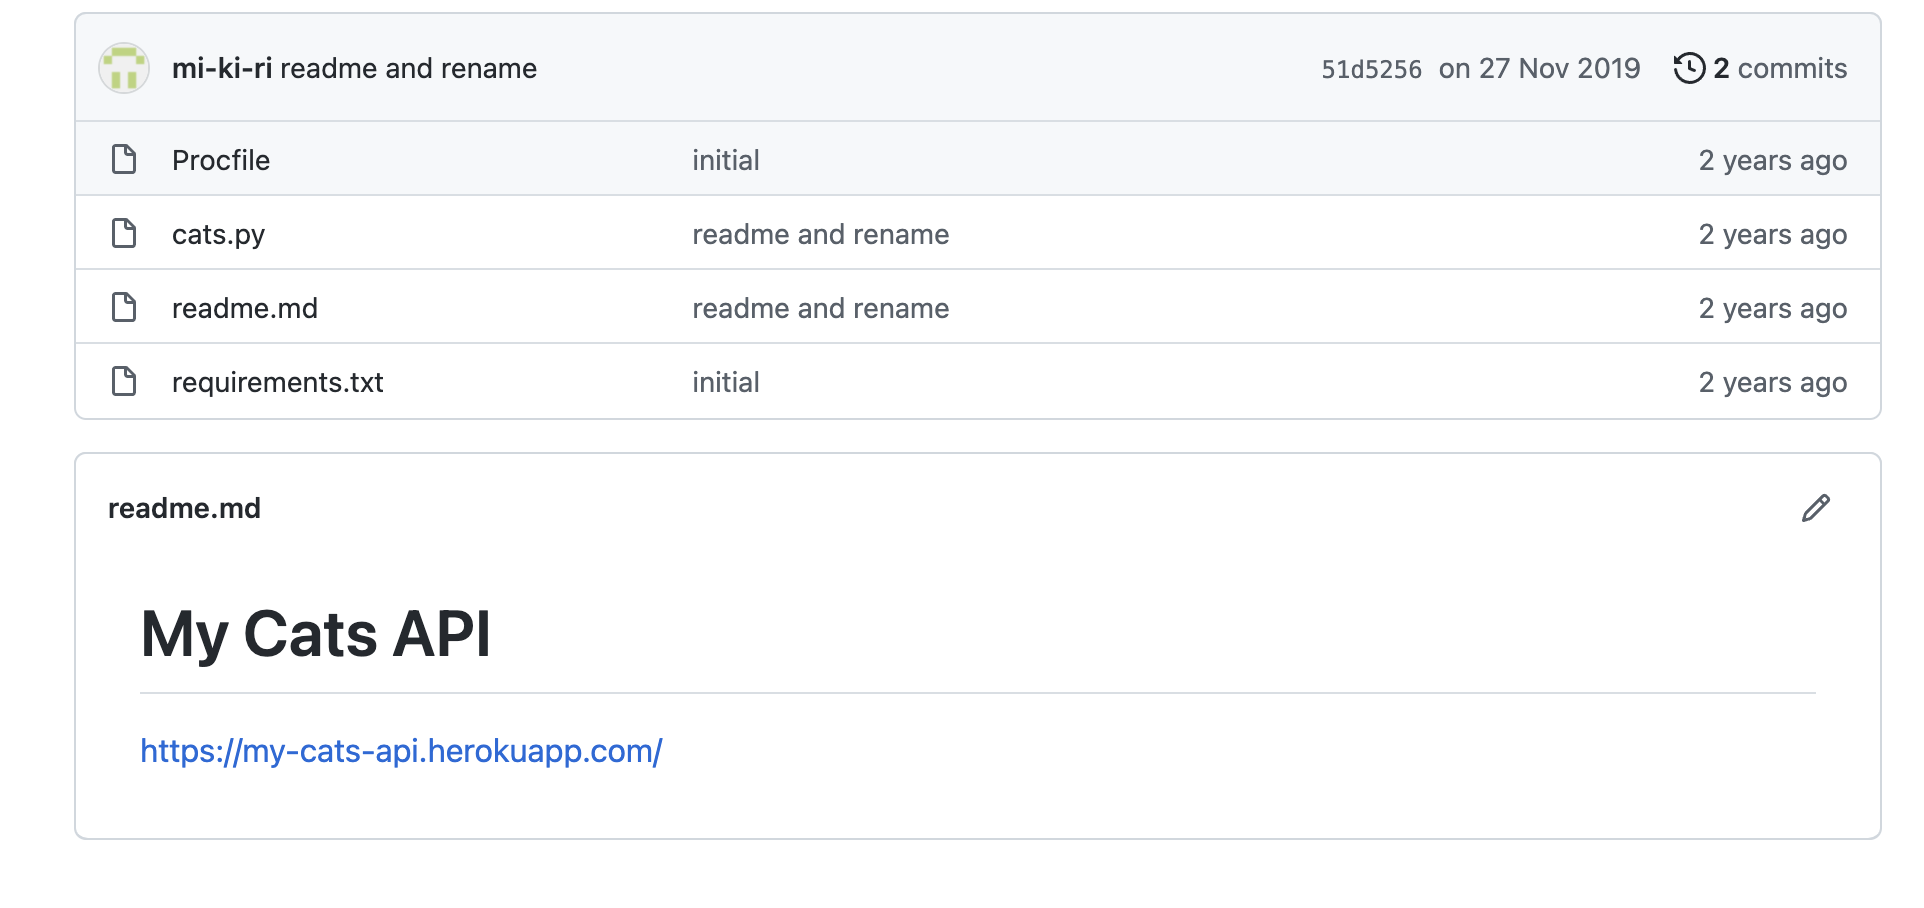 mi-ki-ri readme and rename 51d5256 on 27 Nov 2019 2 commits
Procfile initial 2 years ago
cats.py readme and rename 2 years ago
readme.md readme and rename 2 years ago
requirements.txt initial 2 years ago
readme.md
My Cats API
https://my-cats-api.herokuapp.com/